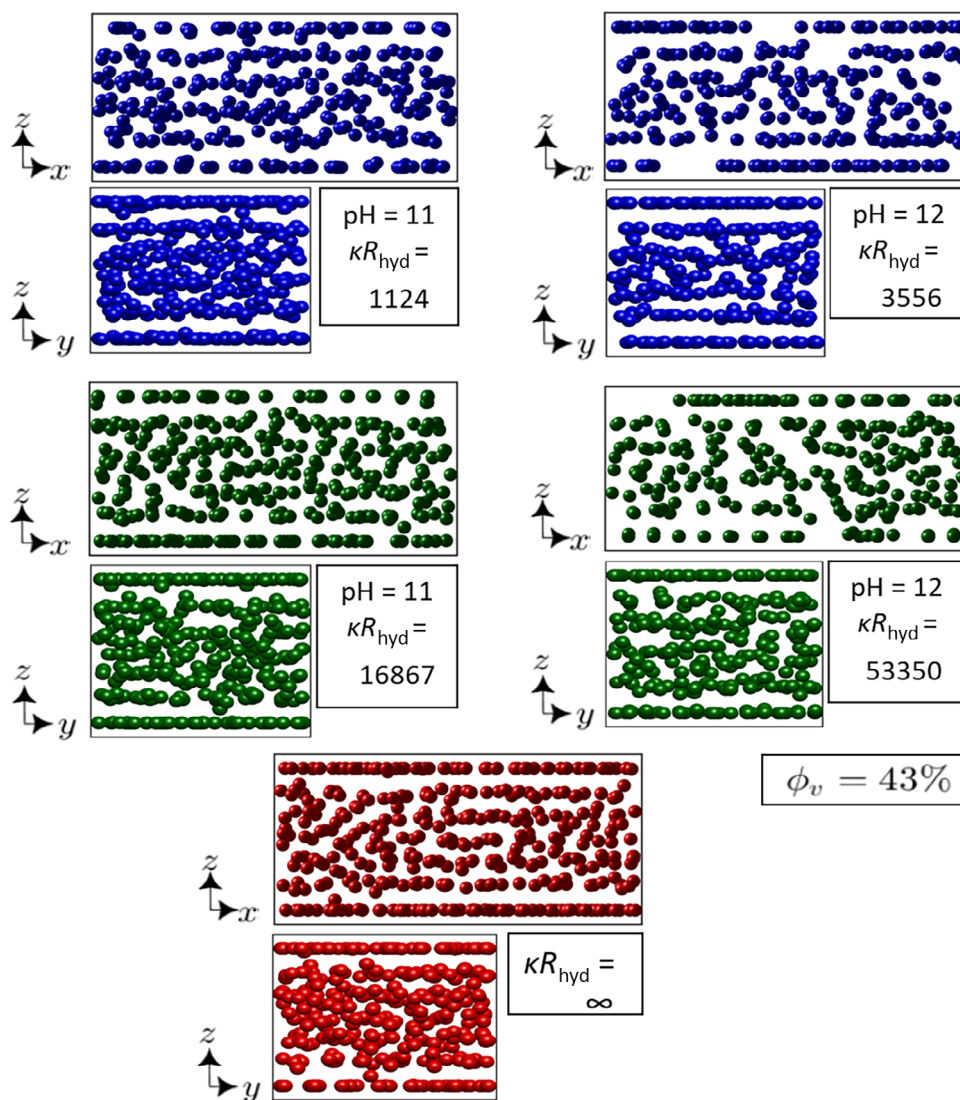 z
x
z
x
z
y
pH = 11
κR_hyd =
1124
z
y
pH = 12
κR_hyd =
3556
z
x
z
x
z
y
pH = 11
κR_hyd =
16867
z
y
pH = 12
κR_hyd =
53350
ϕ_v = 43%
z
x
z
y
κR_hyd =
∞